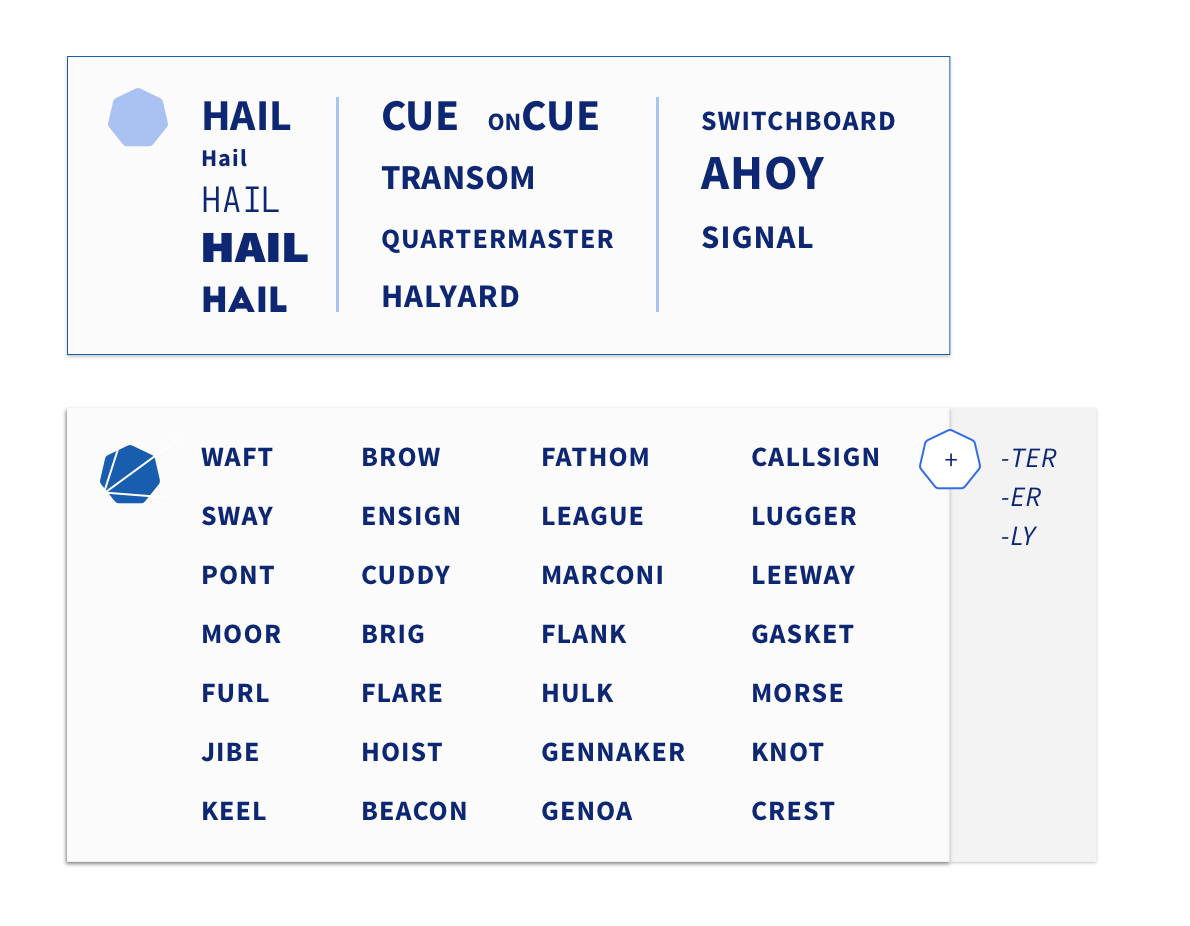 HAIL
Hail
HAIL
HAIL
HAIL
CUE ONCUE
TRANSOM
QUARTERMASTER
HALYARD
SWITCHBOARD
AHOY
SIGNAL
WAFT BROW FATHOM CALLSIGN
SWAY ENSIGN LEAGUE LUGGER
PONT CUDDY MARCONI LEEWAY
MOOR BRIG FLANK GASKET
FURL FLARE HULK MORSE
JIBE HOIST GENNAKER KNOT
KEEL BEACON GENOA CREST
+
-TER
-ER
-LY